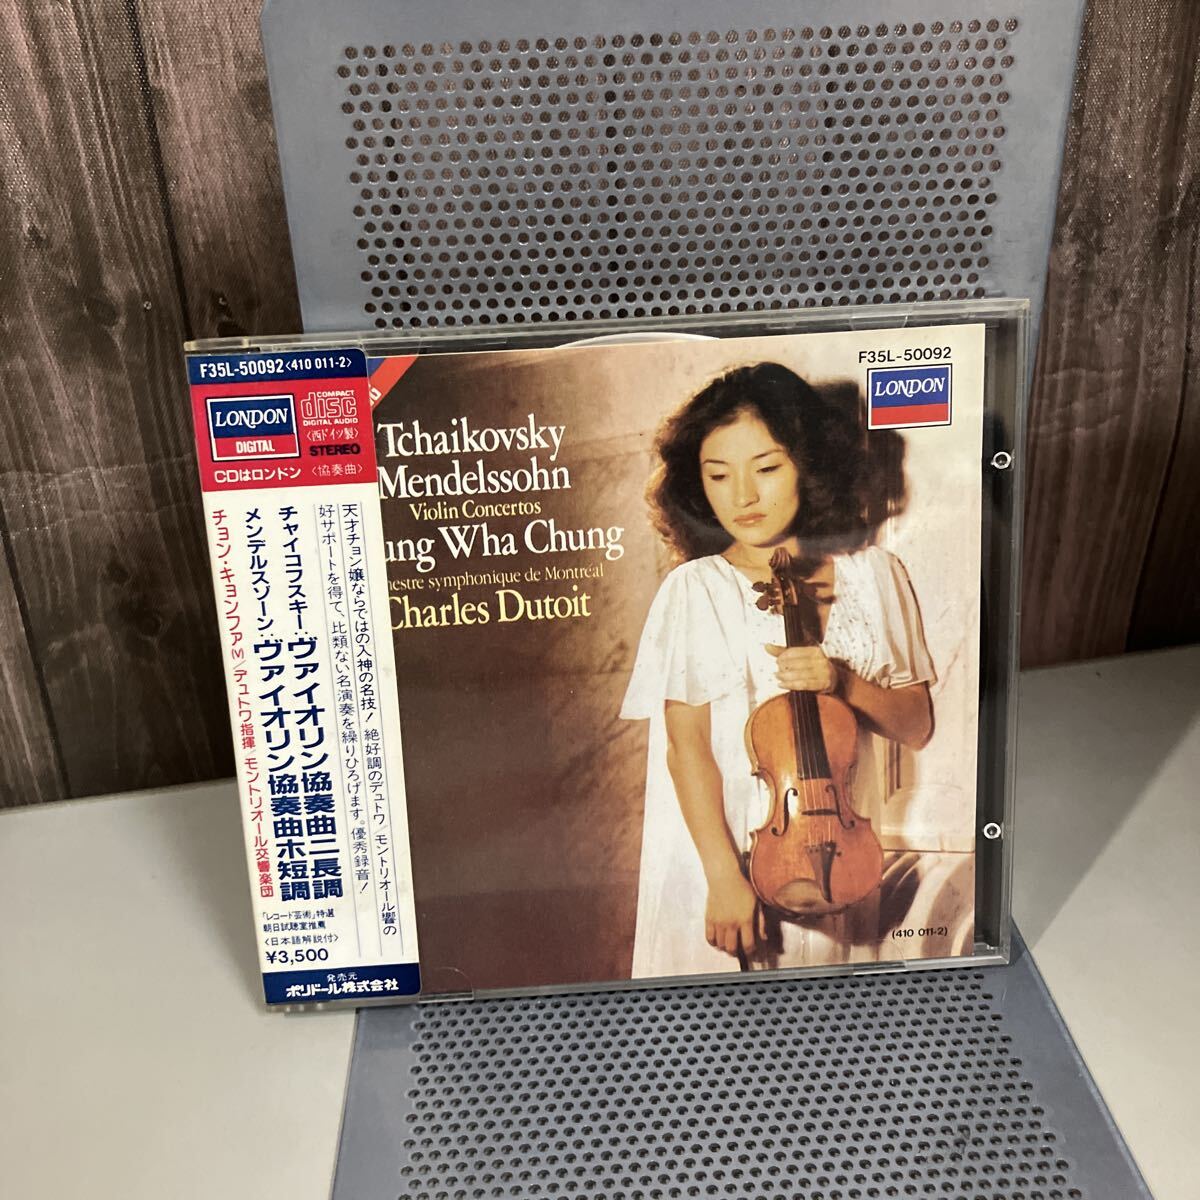 F35L-50092<410 011-2>
LONDON
DIGITAL
COMPACT
disc
DIGITAL AUDIO
〈西ドイツ製〉
STEREO
CDはロンドン
〈協奏曲〉
天才チョン嬢ならではの入神の名技！絶好調のデュトワ/モントリオール響の
好サポートを得て、比類ない名演奏を繰りひろげます。優秀録音！
チャイコフスキー:ヴァイオリン協奏曲ニ長調
メンデルスゾーン:ヴァイオリン協奏曲ホ短調
チョン・キョンファ(v)/デュトワ指揮/モントリオール交響楽団
「レコード芸術」特選
朝日試聴室推薦
〈日本語解説付〉
¥3,500
発売元
ポリドール株式会社
Tchaikovsky
Mendelssohn
Violin Concertos
ung Wha Chung
hestre symphonique de Montréal
Charles Dutoit
F35L-50092
LONDON
(410 011-2)